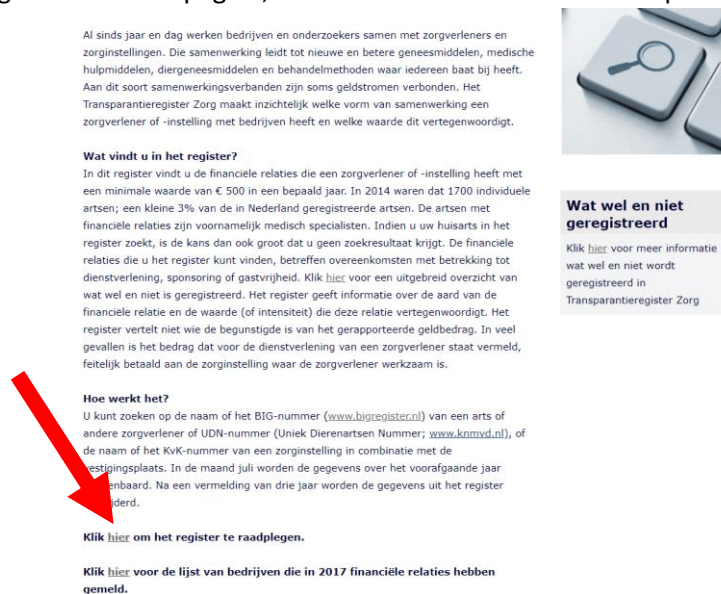 Al sinds jaar en dag werken bedrijven en onderzoekers samen met zorgverleners en
zorginstellingen. Die samenwerking leidt tot nieuwe en betere geneesmiddelen, medische
hulpmiddelen, diergeneesmiddelen en behandelmethoden waar iedereen baat bij heeft.
Aan dit soort samenwerkingsverbanden zijn soms geldstromen verbonden. Het
Transparantieregister Zorg maakt inzichtelijk welke vorm van samenwerking een
zorgverlener of -instelling met bedrijven heeft en welke waarde dit vertegenwoordigt.
Wat vindt u in het register?
In dit register vindt u de financiële relaties die een zorgverlener of -instelling heeft met
een minimale waarde van € 500 in een bepaald jaar. In 2014 waren dat 1700 individuele
artsen; een kleine 3% van de in Nederland geregistreerde artsen. De artsen met
financiële relaties zijn voornamelijk medisch specialisten. Indien u uw huisarts in het
register zoekt, is de kans dan ook groot dat u geen zoekresultaat krijgt. De financiële
relaties die u het register kunt vinden, betreffen overeenkomsten met betrekking tot
dienstverlening, sponsoring of gastvrijheid. Klik hier voor een uitgebreid overzicht van
wat wel en niet is geregistreerd. Het register geeft informatie over de aard van de
financiële relatie en de waarde (of intensiteit) die deze relatie vertegenwoordigt. Het
register vertelt niet wie de begunstigde is van het gerapporteerde geldbedrag. In veel
gevallen is het bedrag dat voor de dienstverlening van een zorgverlener staat vermeld,
feitelijk betaald aan de zorginstelling waar de zorgverlener werkzaam is.
Hoe werkt het?
U kunt zoeken op de naam of het BIG-nummer (www.bigregister.nl) van een arts of
andere zorgverlener of UDN-nummer (Uniek Dierenartsen Nummer; www.knmvd.nl), of
de naam of het KvK-nummer van een zorginstelling in combinatie met de
vestigingsplaats. In de maand juli worden de gegevens over het voorafgaande jaar
enbaard. Na een vermelding van drie jaar worden de gegevens uit het register
jderd.
Klik hier om het register te raadplegen.
Klik hier voor de lijst van bedrijven die in 2017 financiële relaties hebben
gemeld.
Wat wel en niet
geregistreerd
Klik hier voor meer informatie
wat wel en niet wordt
geregistreerd in
Transparantieregister Zorg